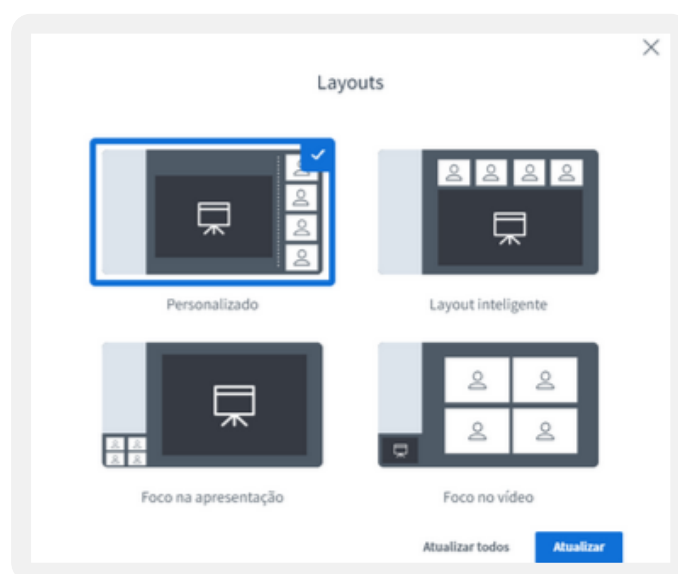 Layouts
Personalizado
Layout inteligente
Foco na apresentação
Foco no vídeo
Atualizar todos
Atualizar